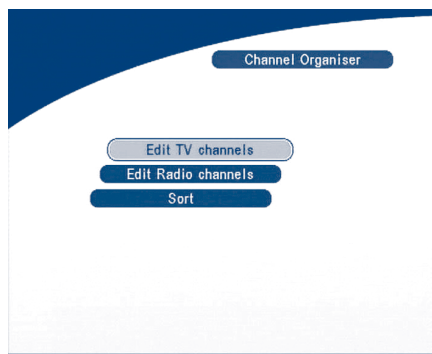 Channel Organiser
Edit TV channels
Edit Radio channels
Sort